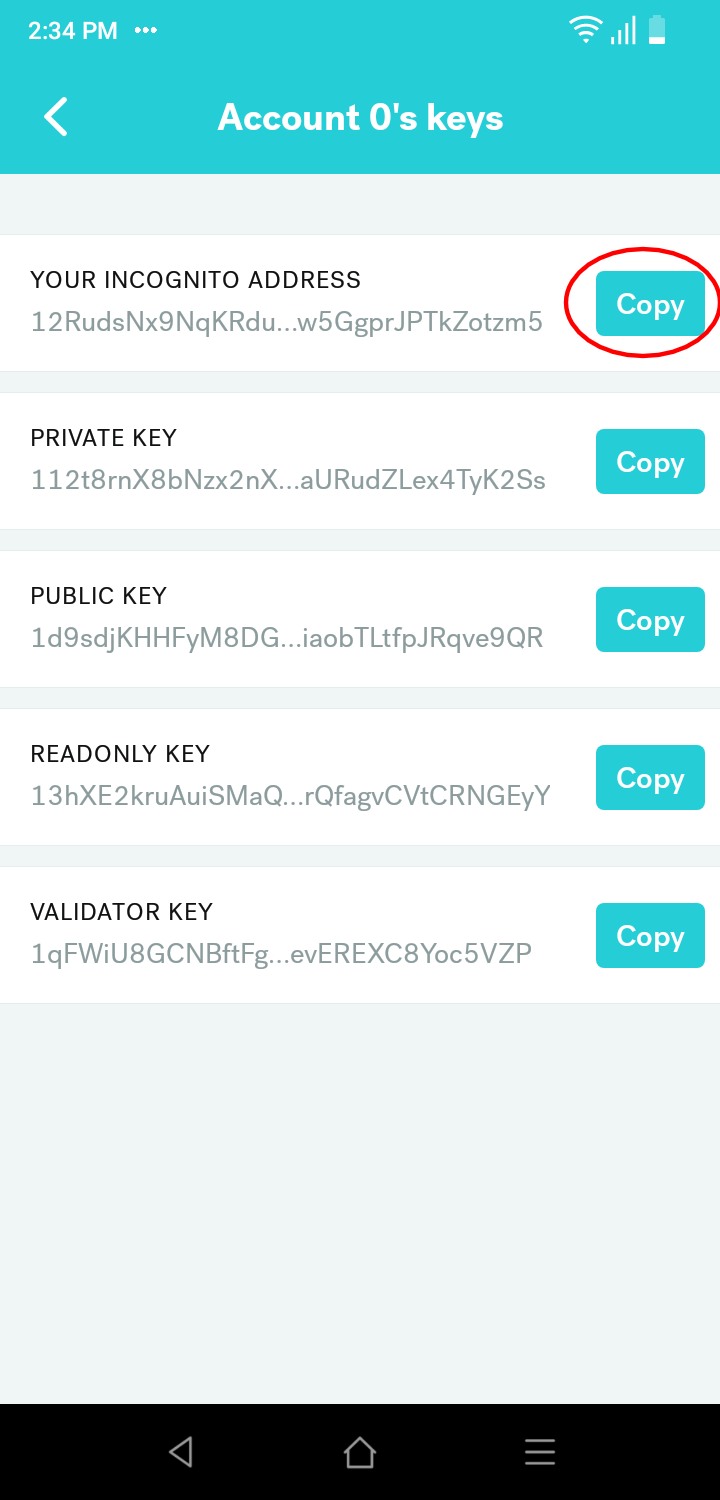 2:34 PM
Account 0's keys
YOUR INCOGNITO ADDRESS
12RudsNx9NqKRdu...w5GgprJPTkZotzm5
Copy
PRIVATE KEY
112t8rnX8bNzx2nX...aURudZLex4TyK2Ss
Copy
PUBLIC KEY
1d9sdjKHHFyM8DG...iaobTLtfpJRqve9QR
Copy
READONLY KEY
13hXE2kruAuiSMaQ...rQfagvCVtCRNGEyY
Copy
VALIDATOR KEY
1qFWiU8GCNBftFg...evEREXC8Yoc5VZP
Copy